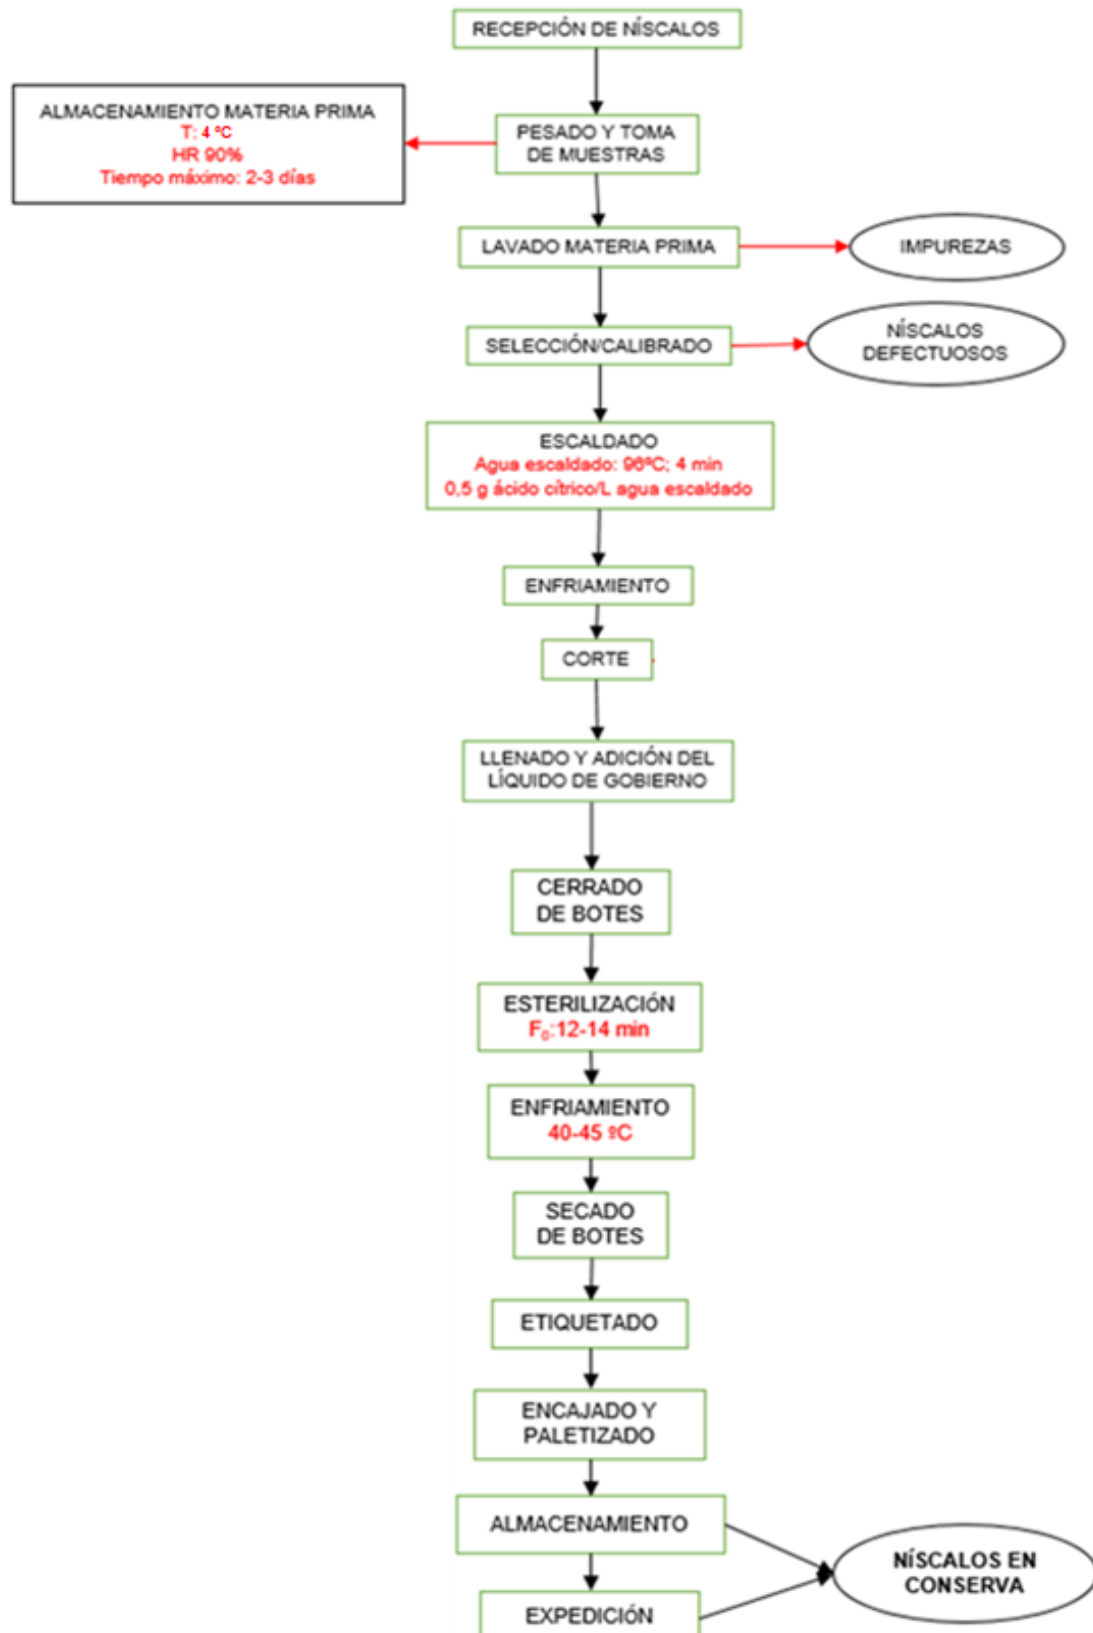 RECEPCIÓN DE NÍSCALOS
ALMACENAMIENTO MATERIA PRIMA
T: 4 ºC
HR 90%
Tiempo máximo: 2-3 días
PESADO Y TOMA
DE MUESTRAS
LAVADO MATERIA PRIMA
IMPUREZAS
SELECCIÓN/CALIBRADO
NÍSCALOS
DEFECTUOSOS
ESCALDADO
Agua escaldado: 96ºC; 4 min
0,5 g ácido cítrico/L agua escaldado
ENFRIAMIENTO
CORTE
LLENADO Y ADICIÓN DEL
LÍQUIDO DE GOBIERNO
CERRADO
DE BOTES
ESTERILIZACIÓN
F₀:12-14 min
ENFRIAMIENTO
40-45 ºC
SECADO
DE BOTES
ETIQUETADO
ENCAJADO Y
PALETIZADO
ALMACENAMIENTO
NÍSCALOS EN
CONSERVA
EXPEDICIÓN